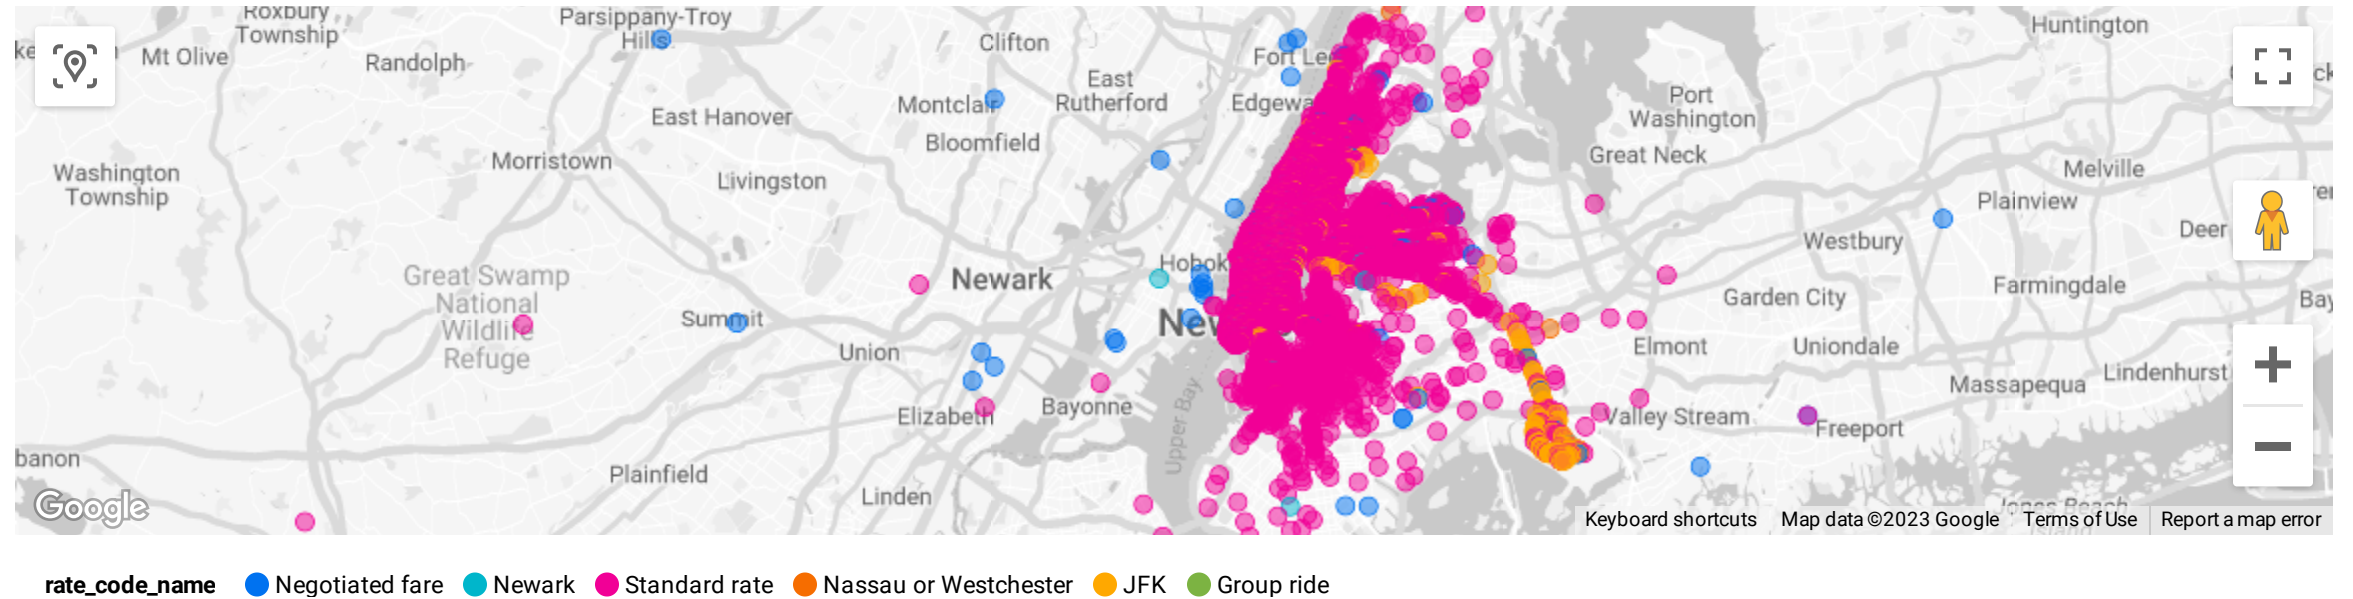 Roxbury
Township
Parsippany-Troy
Hills
Huntington
Mt Olive
Randolph
Clifton
Fort Lee
East
Rutherford
Montclair
Edgewa
Port
Washington
East Hanover
Bloomfield
Morristown
Great Neck
Washington
Township
Livingston
Melville
Plainview
Deer
Westbury
Hobok
Great Swamp
National
Wildlife
Refuge
Newark
Farmingdale
Garden City
Bay
Summit
New
Union
Elmont
Uniondale
Massapequa
Lindenhurst
Elizabeth
Bayonne
Upper Bay
Valley Stream
Freeport
banon
Plainfield
Linden
Google
Jones Beach
Island
Keyboard shortcuts
Map data ©2023 Google
Terms of Use
Report a map error
rate_code_name
Negotiated fare
Newark
Standard rate
Nassau or Westchester
JFK
Group ride